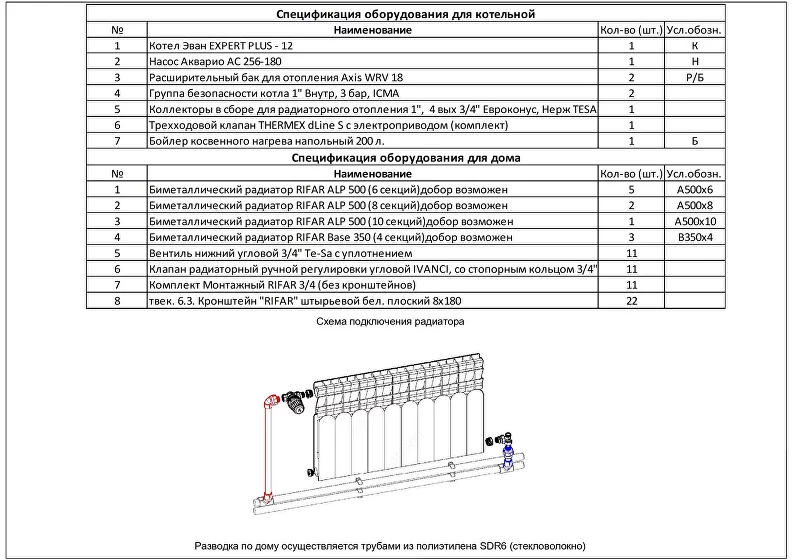 Спецификация оборудования для котельной
№ Наименование Кол-во (шт.) Усл.обозн.
1 Котел Эван EXPERT PLUS - 12 1 К
2 Насос Акварио AC 256-180 1 Н
3 Расширительный бак для отопления Axis WRV 18 2 Р/Б
4 Группа безопасности котла 1" Внутр, 3 бар, ICMA 2
5 Коллекторы в сборе для радиаторного отопления 1", 4 вых 3/4" Евроконус, Нерж TESA 1
6 Трехходовой клапан THERMEX dLine S с электроприводом (комплект) 1
7 Бойлер косвенного нагрева напольный 200 л. 1 Б
Спецификация оборудования для дома
№ Наименование Кол-во (шт.) Усл.обозн.
1 Биметаллический радиатор RIFAR ALP 500 (6 секций)добор возможен 5 А500х6
2 Биметаллический радиатор RIFAR ALP 500 (8 секций)добор возможен 2 А500х8
3 Биметаллический радиатор RIFAR ALP 500 (10 секций)добор возможен 1 А500х10
4 Биметаллический радиатор RIFAR Base 350 (4 секций)добор возможен 3 В350х4
5 Вентиль нижний угловой 3/4" Te-Sa с уплотнением 11
6 Клапан радиаторный ручной регулировки угловой IVANCI, со стопорным кольцом 3/4" 11
7 Комплект Монтажный RIFAR 3/4 (без кронштейнов) 11
8 твек. 6.3. Кронштейн "RIFAR" штырьевой бел. плоский 8х180 22
Схема подключения радиатора
Разводка по дому осуществляется трубами из полиэтилена SDR6 (стекловолокно)